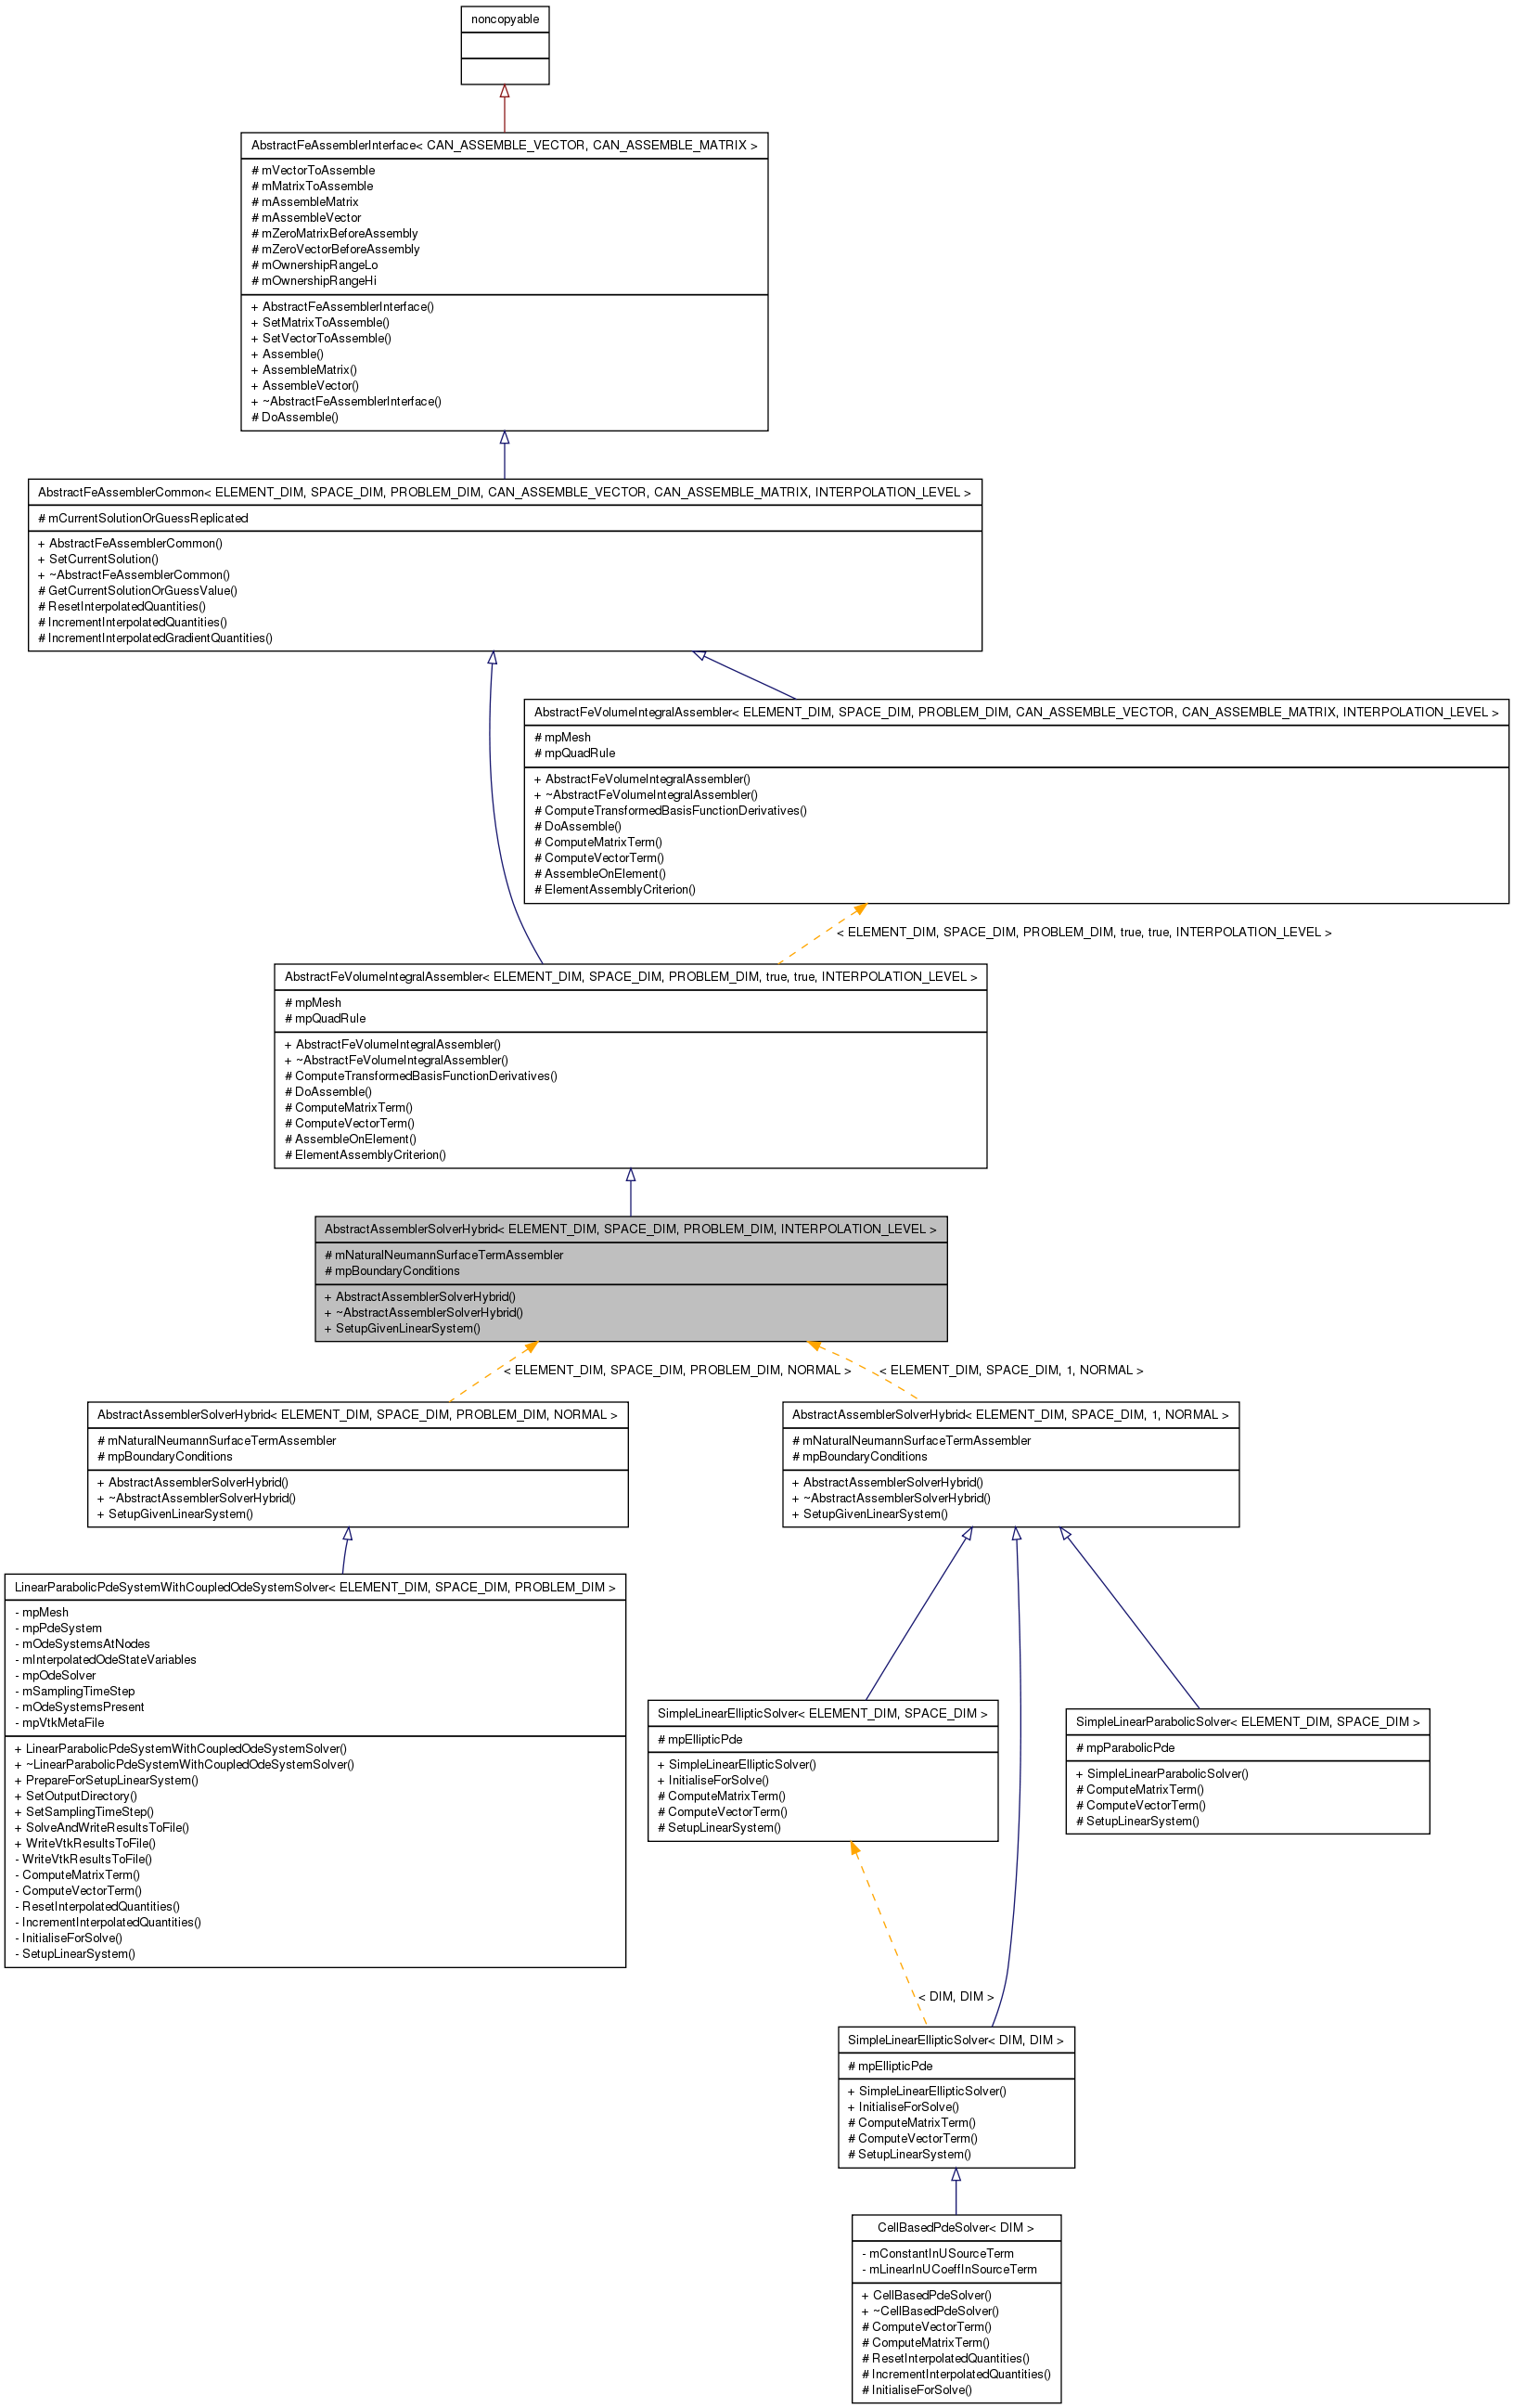 noncopyable
AbstractFeAssemblerInterface< CAN_ASSEMBLE_VECTOR, CAN_ASSEMBLE_MATRIX >
# mVectorToAssemble
# mMatrixToAssemble
# mAssembleMatrix
# mAssembleVector
# mZeroMatrixBeforeAssembly
# mZeroVectorBeforeAssembly
# mOwnershipRangeLo
# mOwnershipRangeHi
+ AbstractFeAssemblerInterface()
+ SetMatrixToAssemble()
+ SetVectorToAssemble()
+ Assemble()
+ AssembleMatrix()
+ AssembleVector()
+ ~AbstractFeAssemblerInterface()
# DoAssemble()
AbstractFeAssemblerCommon< ELEMENT_DIM, SPACE_DIM, PROBLEM_DIM, CAN_ASSEMBLE_VECTOR, CAN_ASSEMBLE_MATRIX, INTERPOLATION_LEVEL >
# mCurrentSolutionOrGuessReplicated
+ AbstractFeAssemblerCommon()
+ SetCurrentSolution()
+ ~AbstractFeAssemblerCommon()
# GetCurrentSolutionOrGuessValue()
# ResetInterpolatedQuantities()
# IncrementInterpolatedQuantities()
# IncrementInterpolatedGradientQuantities()
AbstractFeVolumeIntegralAssembler< ELEMENT_DIM, SPACE_DIM, PROBLEM_DIM, CAN_ASSEMBLE_VECTOR, CAN_ASSEMBLE_MATRIX, INTERPOLATION_LEVEL >
# mpMesh
# mpQuadRule
+ AbstractFeVolumeIntegralAssembler()
+ ~AbstractFeVolumeIntegralAssembler()
# ComputeTransformedBasisFunctionDerivatives()
# DoAssemble()
# ComputeMatrixTerm()
# ComputeVectorTerm()
# AssembleOnElement()
# ElementAssemblyCriterion()
< ELEMENT_DIM, SPACE_DIM, PROBLEM_DIM, true, true, INTERPOLATION_LEVEL >
AbstractFeVolumeIntegralAssembler< ELEMENT_DIM, SPACE_DIM, PROBLEM_DIM, true, true, INTERPOLATION_LEVEL >
# mpMesh
# mpQuadRule
+ AbstractFeVolumeIntegralAssembler()
+ ~AbstractFeVolumeIntegralAssembler()
# ComputeTransformedBasisFunctionDerivatives()
# DoAssemble()
# ComputeMatrixTerm()
# ComputeVectorTerm()
# AssembleOnElement()
# ElementAssemblyCriterion()
AbstractAssemblerSolverHybrid< ELEMENT_DIM, SPACE_DIM, PROBLEM_DIM, INTERPOLATION_LEVEL >
# mNaturalNeumannSurfaceTermAssembler
# mpBoundaryConditions
+ AbstractAssemblerSolverHybrid()
+ ~AbstractAssemblerSolverHybrid()
+ SetupGivenLinearSystem()
< ELEMENT_DIM, SPACE_DIM, PROBLEM_DIM, NORMAL >
< ELEMENT_DIM, SPACE_DIM, 1, NORMAL >
AbstractAssemblerSolverHybrid< ELEMENT_DIM, SPACE_DIM, PROBLEM_DIM, NORMAL >
# mNaturalNeumannSurfaceTermAssembler
# mpBoundaryConditions
+ AbstractAssemblerSolverHybrid()
+ ~AbstractAssemblerSolverHybrid()
+ SetupGivenLinearSystem()
AbstractAssemblerSolverHybrid< ELEMENT_DIM, SPACE_DIM, 1, NORMAL >
# mNaturalNeumannSurfaceTermAssembler
# mpBoundaryConditions
+ AbstractAssemblerSolverHybrid()
+ ~AbstractAssemblerSolverHybrid()
+ SetupGivenLinearSystem()
LinearParabolicPdeSystemWithCoupledOdeSystemSolver< ELEMENT_DIM, SPACE_DIM, PROBLEM_DIM >
- mpMesh
- mpPdeSystem
- mOdeSystemsAtNodes
- mInterpolatedOdeStateVariables
- mpOdeSolver
- mSamplingTimeStep
- mOdeSystemsPresent
- mpVtkMetaFile
+ LinearParabolicPdeSystemWithCoupledOdeSystemSolver()
+ ~LinearParabolicPdeSystemWithCoupledOdeSystemSolver()
+ PrepareForSetupLinearSystem()
+ SetOutputDirectory()
+ SetSamplingTimeStep()
+ SolveAndWriteResultsToFile()
+ WriteVtkResultsToFile()
- WriteVtkResultsToFile()
- ComputeMatrixTerm()
- ComputeVectorTerm()
- ResetInterpolatedQuantities()
- IncrementInterpolatedQuantities()
- InitialiseForSolve()
- SetupLinearSystem()
SimpleLinearEllipticSolver< ELEMENT_DIM, SPACE_DIM >
# mpEllipticPde
+ SimpleLinearEllipticSolver()
+ InitialiseForSolve()
# ComputeMatrixTerm()
# ComputeVectorTerm()
# SetupLinearSystem()
SimpleLinearParabolicSolver< ELEMENT_DIM, SPACE_DIM >
# mpParabolicPde
+ SimpleLinearParabolicSolver()
# ComputeMatrixTerm()
# ComputeVectorTerm()
# SetupLinearSystem()
< DIM, DIM >
SimpleLinearEllipticSolver< DIM, DIM >
# mpEllipticPde
+ SimpleLinearEllipticSolver()
+ InitialiseForSolve()
# ComputeMatrixTerm()
# ComputeVectorTerm()
# SetupLinearSystem()
CellBasedPdeSolver< DIM >
- mConstantInUSourceTerm
- mLinearInUCoeffInSourceTerm
+ CellBasedPdeSolver()
+ ~CellBasedPdeSolver()
# ComputeVectorTerm()
# ComputeMatrixTerm()
# ResetInterpolatedQuantities()
# IncrementInterpolatedQuantities()
# InitialiseForSolve()